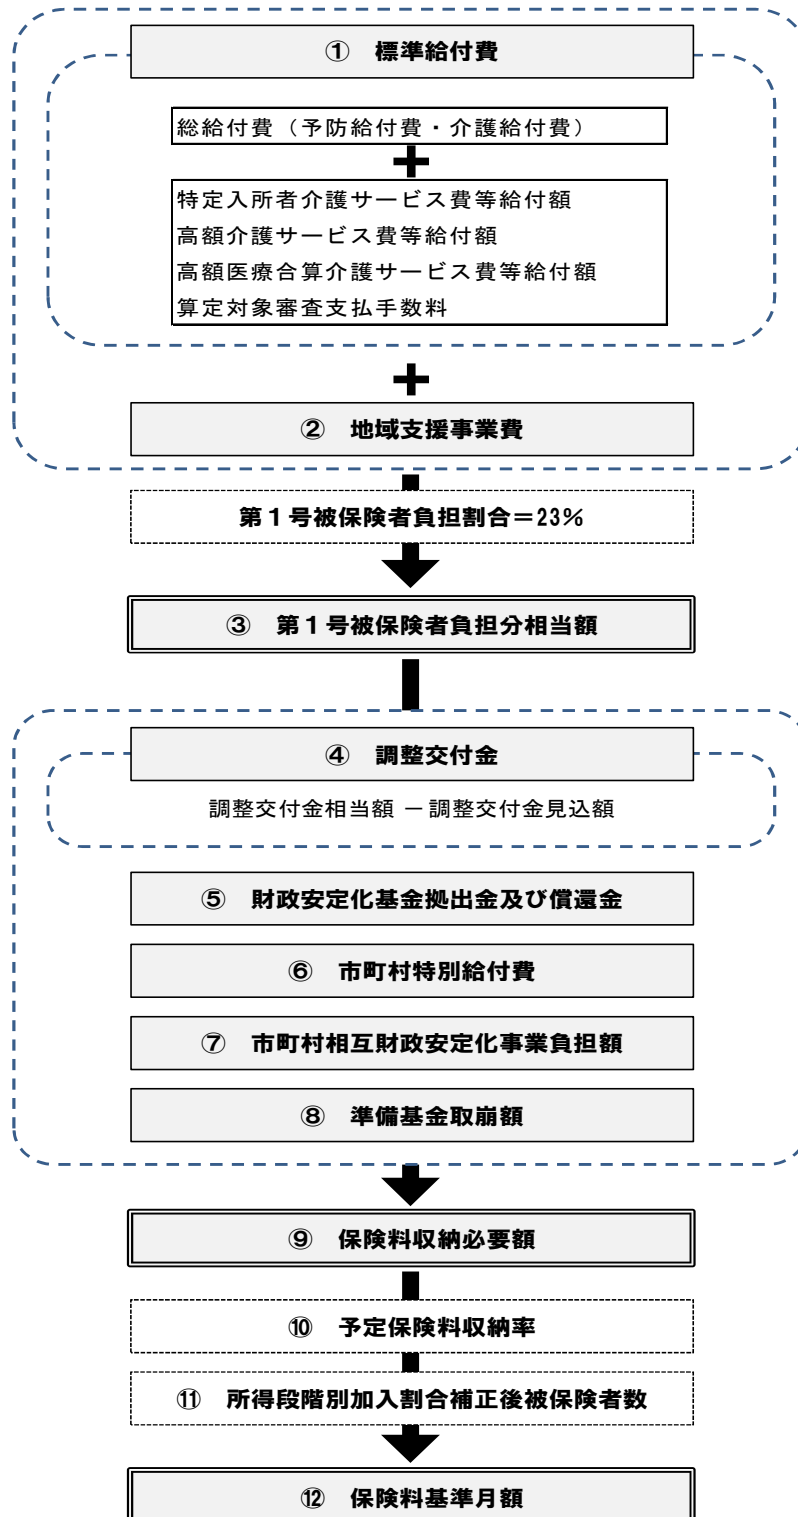 ① 標準給付費
総給付費（予防給付費・介護給付費）
＋
特定入所者介護サービス費等給付額
高額介護サービス費等給付額
高額医療合算介護サービス費等給付額
算定対象審査支払手数料
＋
② 地域支援事業費
第１号被保険者負担割合＝23％
③ 第１号被保険者負担分相当額
④ 調整交付金
調整交付金相当額 －調整交付金見込額
⑤ 財政安定化基金拠出金及び償還金
⑥ 市町村特別給付費
⑦ 市町村相互財政安定化事業負担額
⑧ 準備基金取崩額
⑨ 保険料収納必要額
⑩ 予定保険料収納率
⑪ 所得段階別加入割合補正後被保険者数
⑫ 保険料基準月額